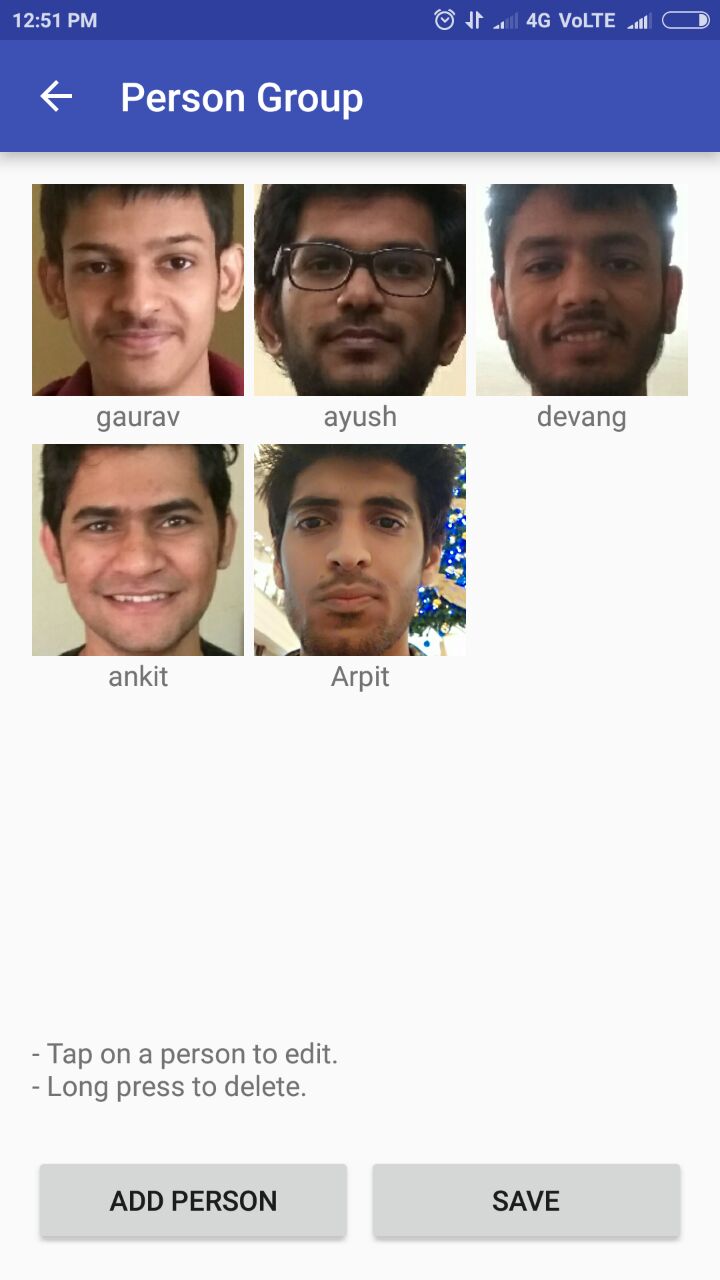 12:51 PM 4G VoLTE
Person Group
gaurav ayush devang
ankit Arpit
- Tap on a person to edit.
- Long press to delete.
ADD PERSON SAVE